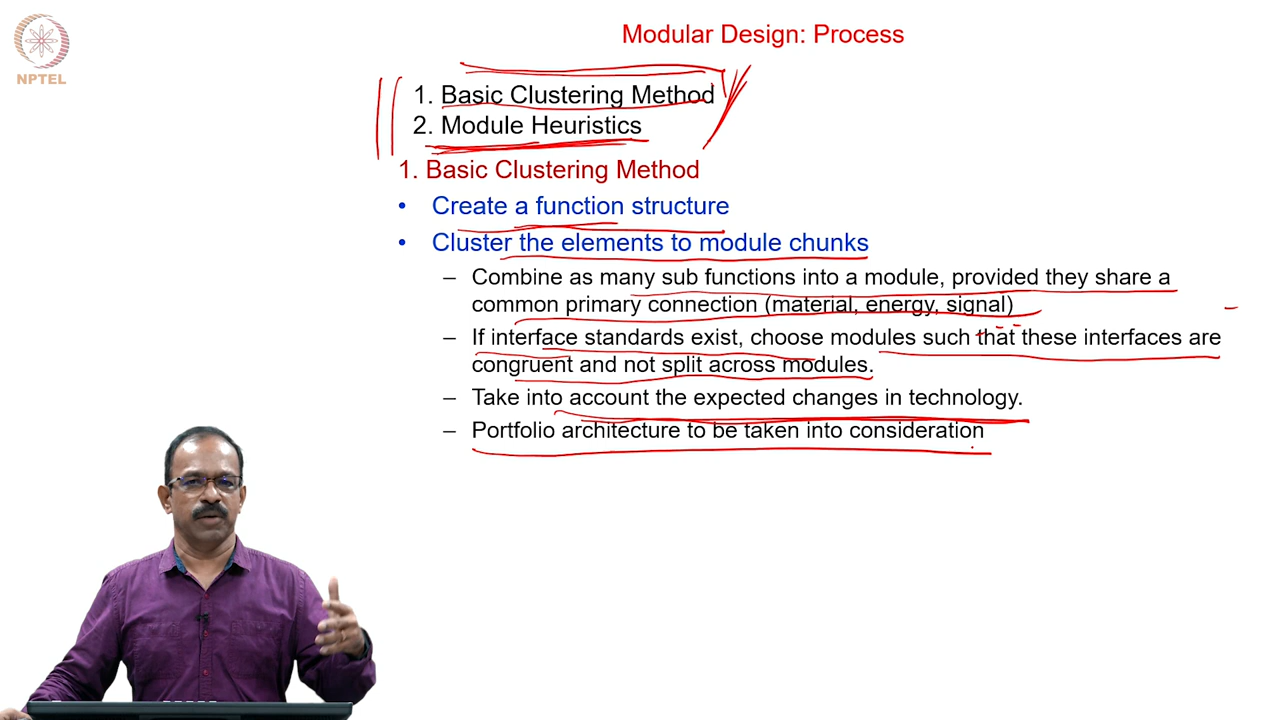 Modular Design: Process
NPTEL
1. Basic Clustering Method
2. Module Heuristics
1. Basic Clustering Method
• Create a function structure
• Cluster the elements to module chunks
– Combine as many sub functions into a module, provided they share a
common primary connection (material, energy, signal)
– If interface standards exist, choose modules such that these interfaces are
congruent and not split across modules.
– Take into account the expected changes in technology.
– Portfolio architecture to be taken into consideration